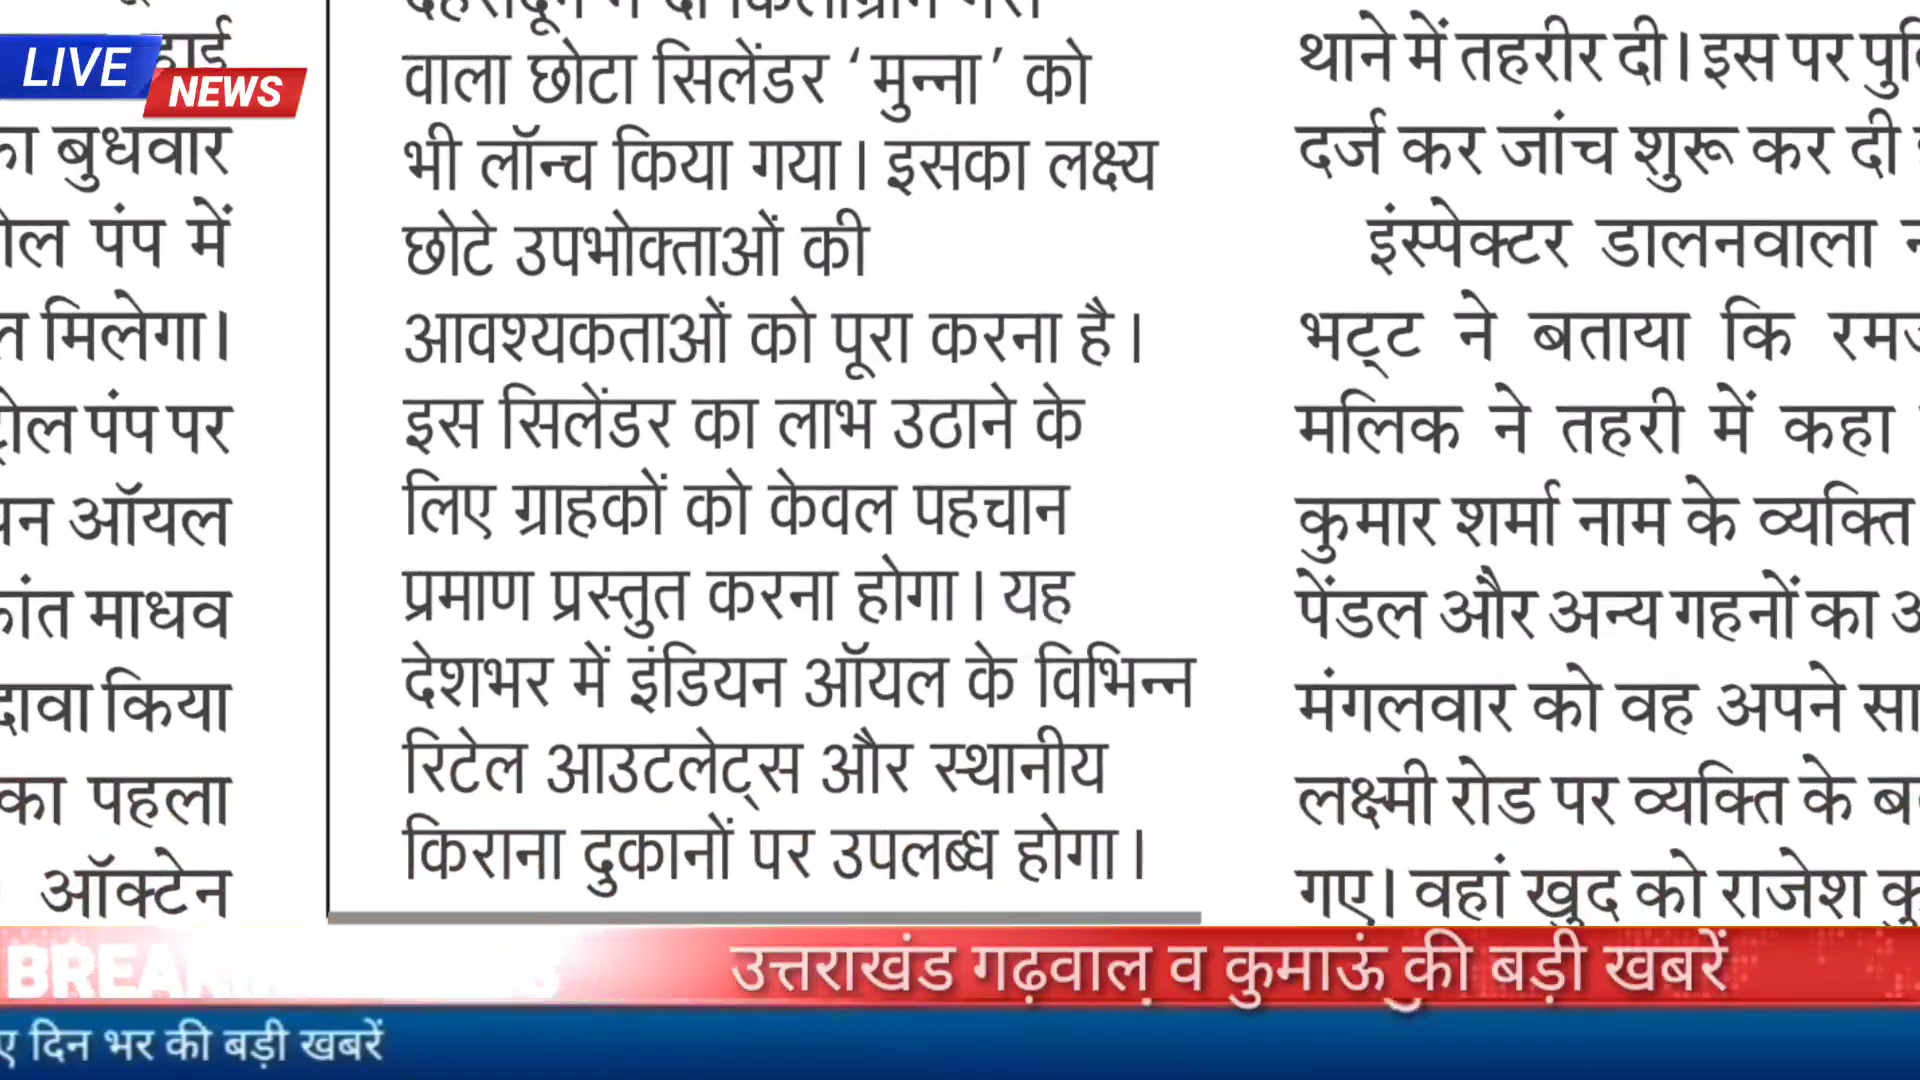 LIVE
NEWS
बुधवार
पंप में
मिलेगा।
पंप पर
ऑयल
माधव
किया
पहला
ऑक्टेन
वाला छोटा सिलेंडर ‘मुन्ना’ को
भी लॉन्च किया गया। इसका लक्ष्य
छोटे उपभोक्ताओं की
आवश्यकताओं को पूरा करना है।
इस सिलेंडर का लाभ उठाने के
लिए ग्राहकों को केवल पहचान
प्रमाण प्रस्तुत करना होगा। यह
देशभर में इंडियन ऑयल के विभिन्न
रिटेल आउटलेट्स और स्थानीय
किराना दुकानों पर उपलब्ध होगा।
थाने में तहरीर दी। इस पर
दर्ज कर जांच शुरू कर दी
इंस्पेक्टर डालनवाला
भट्ट ने बताया कि
मलिक ने तहरी में कहा
कुमार शर्मा नाम के व्यक्ति
पेंडल और अन्य गहनों का
मंगलवार को वह अपने
लक्ष्मी रोड पर व्यक्ति के
गए। वहां खुद को राजेश
उत्तराखंड गढ़वाल व कुमाऊं की बड़ी खबरें
दिन भर की बड़ी खबरें